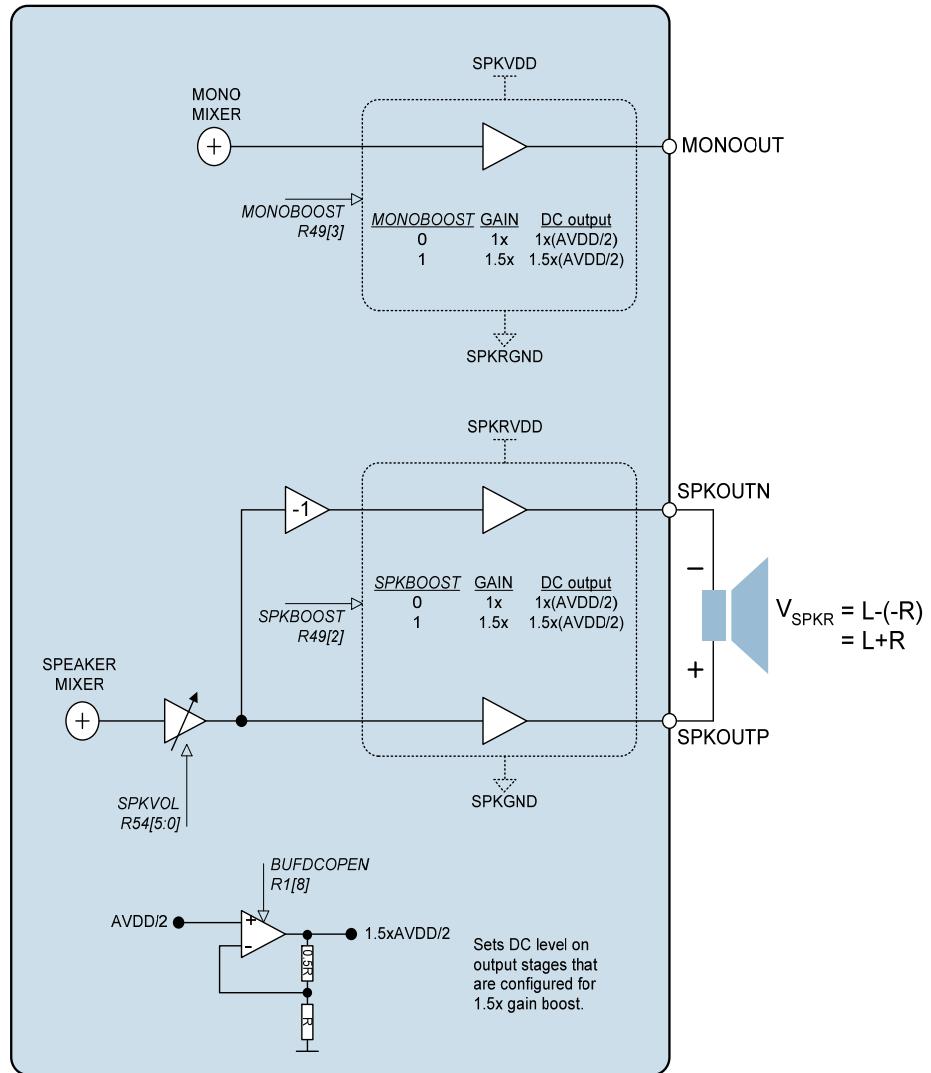 SPKVDD
MONO
MIXER
+
MONOOUT
MONOBOOST
R49[3]
MONOBOOST GAIN DC output
0 1x 1x(AVDD/2)
1 1.5x 1.5x(AVDD/2)
SPKRGND
SPKRVDD
SPKOUTN
-1
SPKBOOST
R49[2]
SPKBOOST GAIN DC output
0 1x 1x(AVDD/2)
1 1.5x 1.5x(AVDD/2)
−
+
VSPKR = L-(-R)
= L+R
SPEAKER
MIXER
+
SPKOUTP
SPKGND
SPKVOL
R54[5:0]
BUFDCOPEN
R1[8]
AVDD/2
+
-
1.5xAVDD/2
0.5R
R
Sets DC level on
output stages that
are configured for
1.5x gain boost.